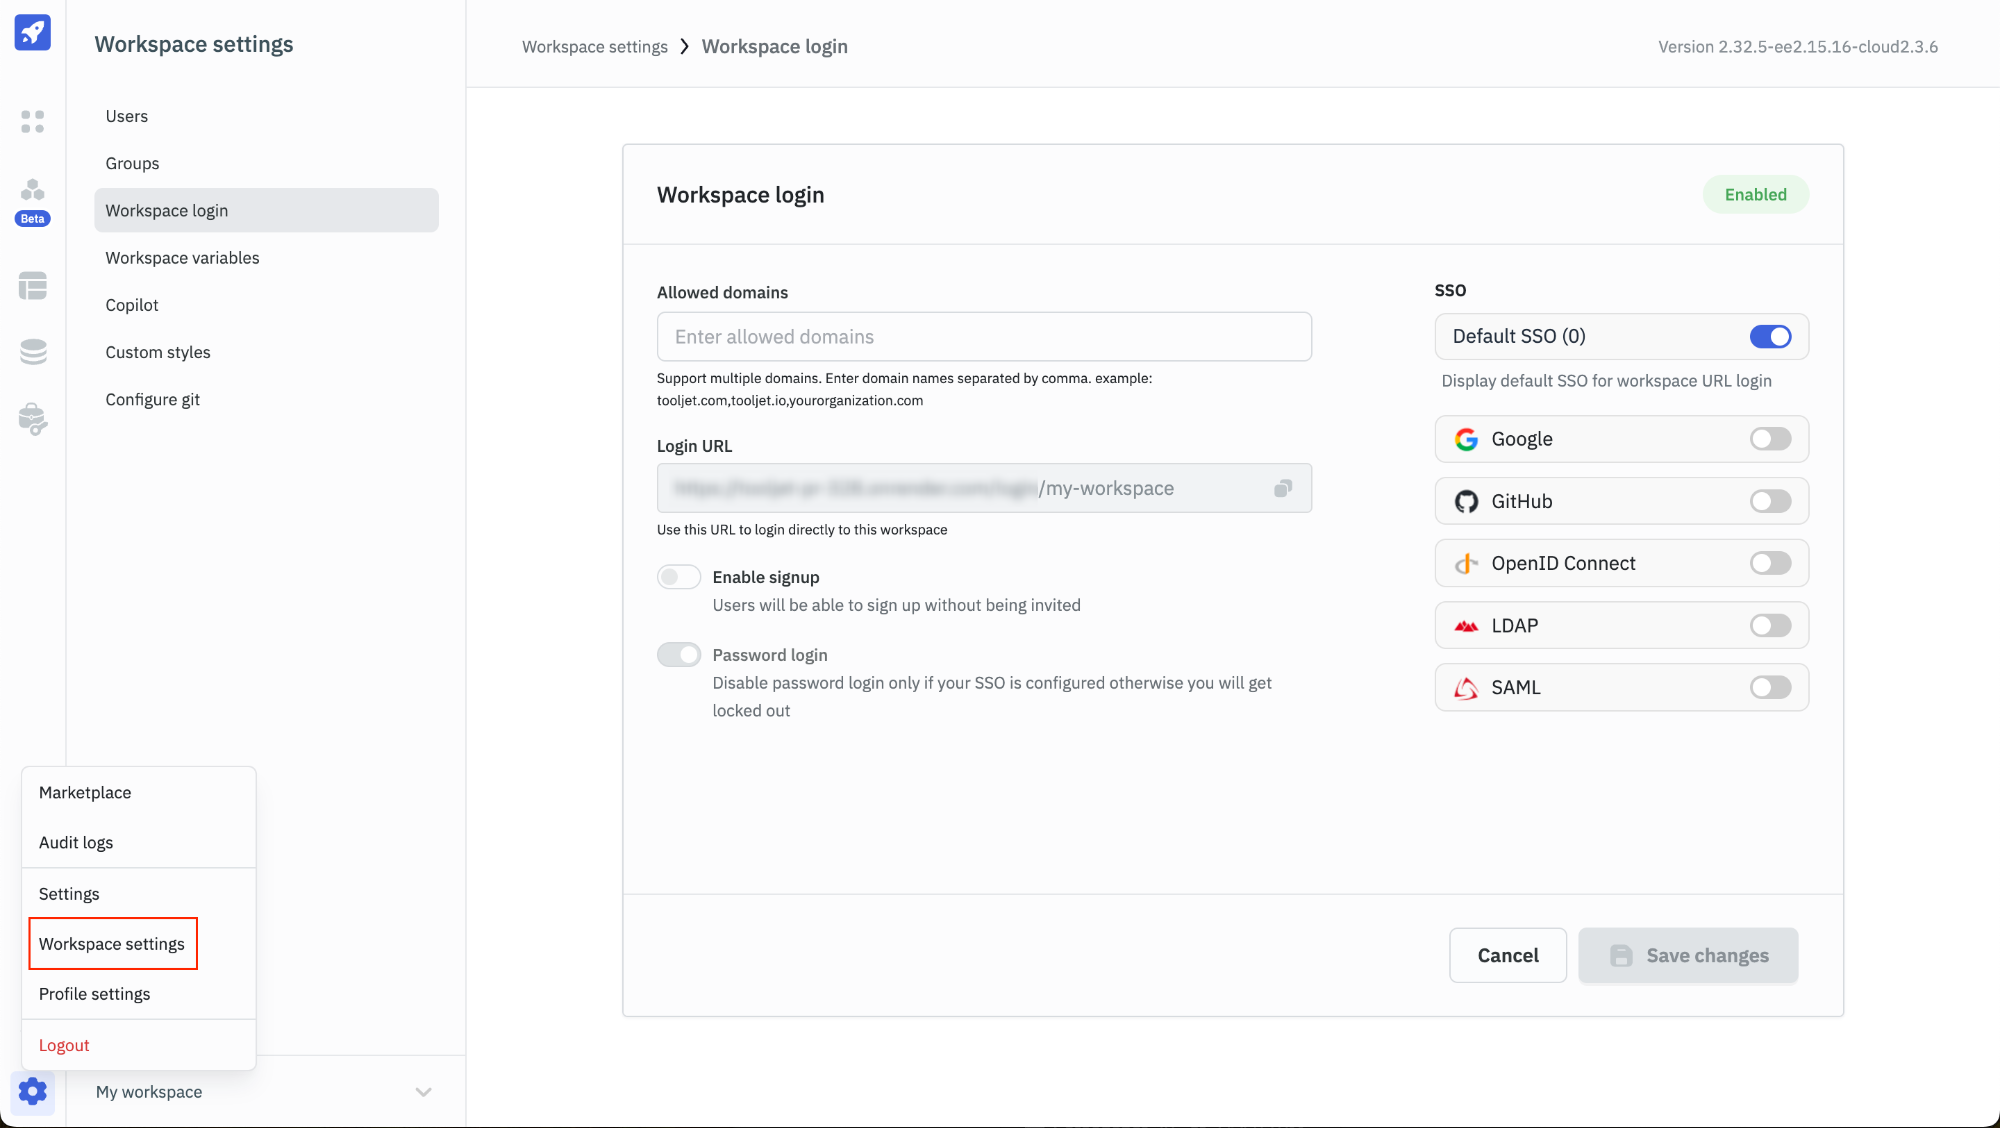 Workspace settings
Workspace settings > Workspace login
Version 2.32.5-ee2.15.16-cloud2.3.6
Beta
Users
Groups
Workspace login
Workspace variables
Copilot
Custom styles
Configure git
Workspace login
Enabled
Allowed domains
Enter allowed domains
Support multiple domains. Enter domain names separated by comma. example:
tooljet.com,tooljet.io,yourorganization.com
Login URL
/my-workspace
Use this URL to login directly to this workspace
Enable signup
Users will be able to sign up without being invited
Password login
Disable password login only if your SSO is configured otherwise you will get
locked out
SSO
Default SSO (0)
Display default SSO for workspace URL login
Google
GitHub
OpenID Connect
LDAP
SAML
Cancel
Save changes
Marketplace
Audit logs
Settings
Workspace settings
Profile settings
Logout
My workspace